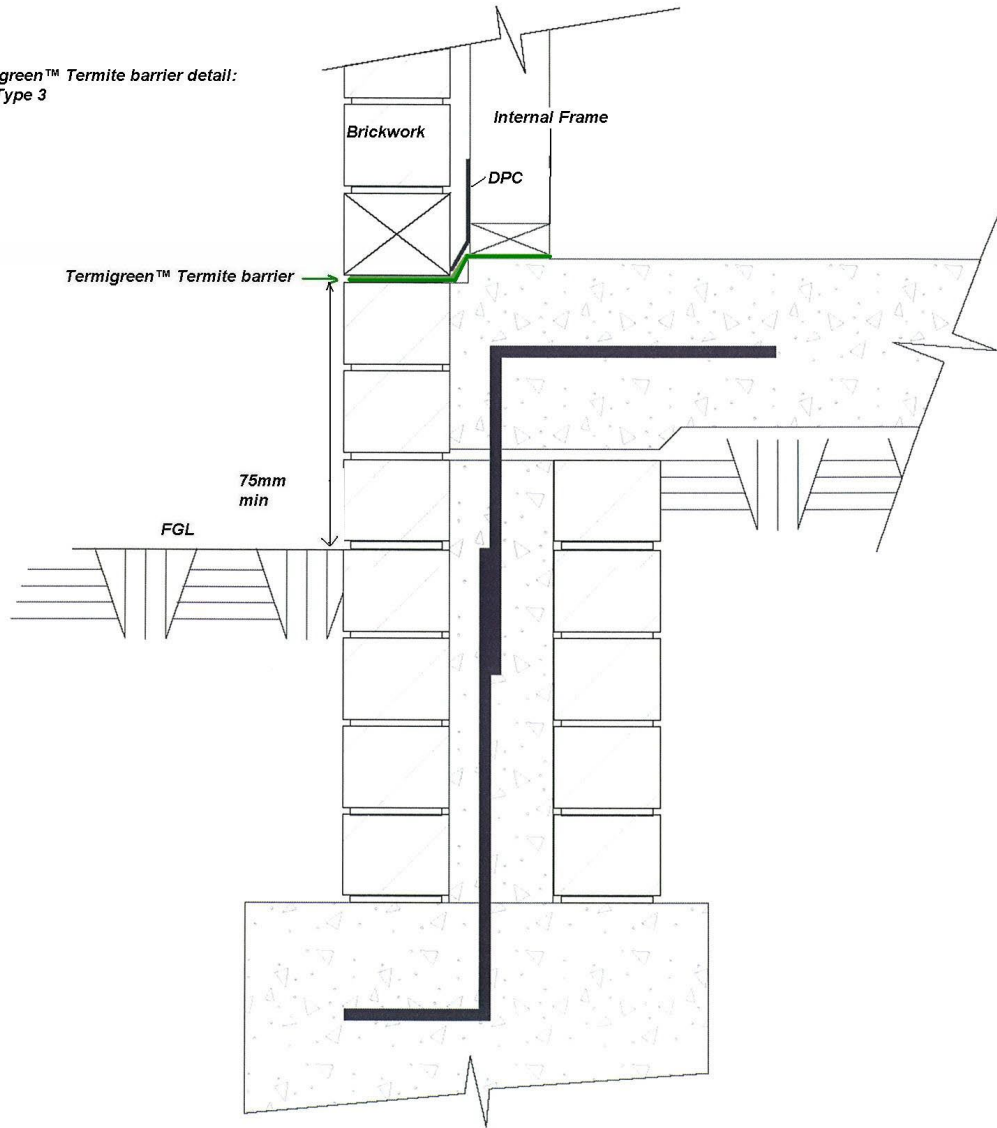 green™ Termite barrier detail:
Type 3
Brickwork
Internal Frame
DPC
Termigreen™ Termite barrier
75mm
min
FGL